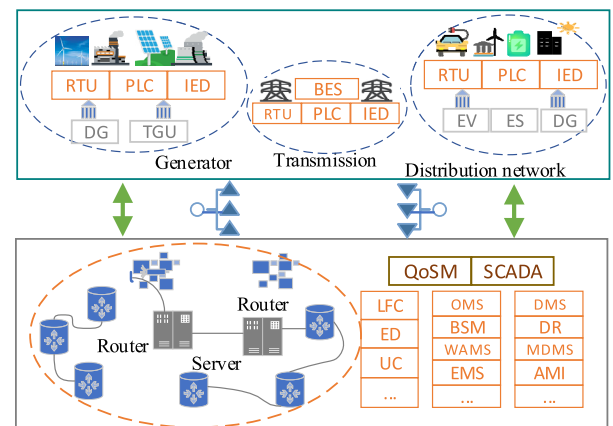 RTU PLC IED
DG TGU
Generator
BES
RTU PLC IED
Transmission
RTU PLC IED
EV ES DG
Distribution network
Router
Router
Server
QoSM SCADA
LFC
ED
UC
...
OMS
BSM
WAMS
EMS
...
DMS
DR
MDMS
AMI
...